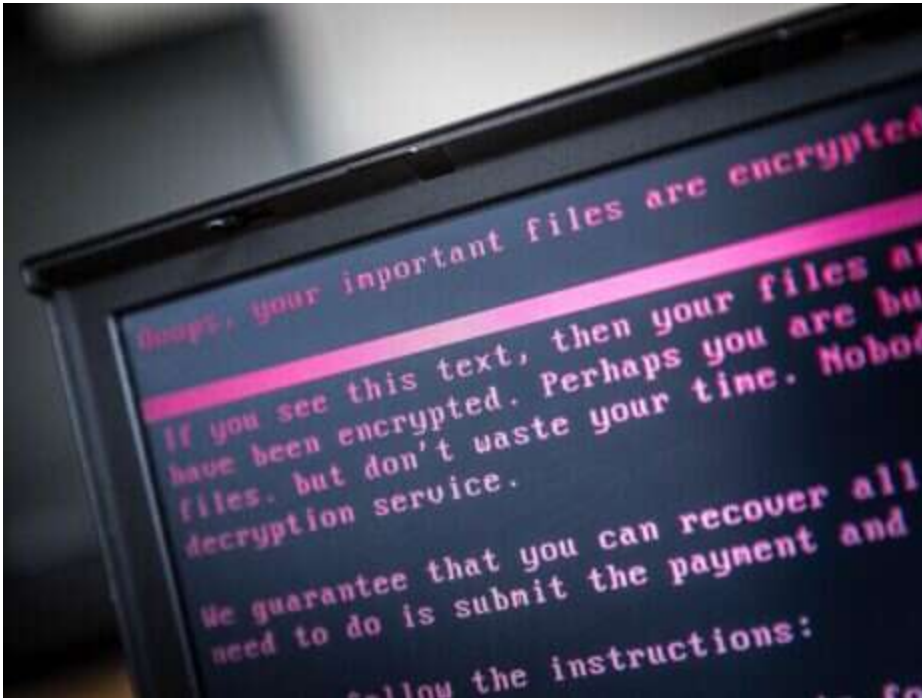 Ooops, your important files are encrypted
If you see this text, then your files a
have been encrypted. Perhaps you are bu
files. but don't waste your time. Nobod
decryption service.
We guarantee that you can recover all
need to do is submit the payment and
follow the instructions: